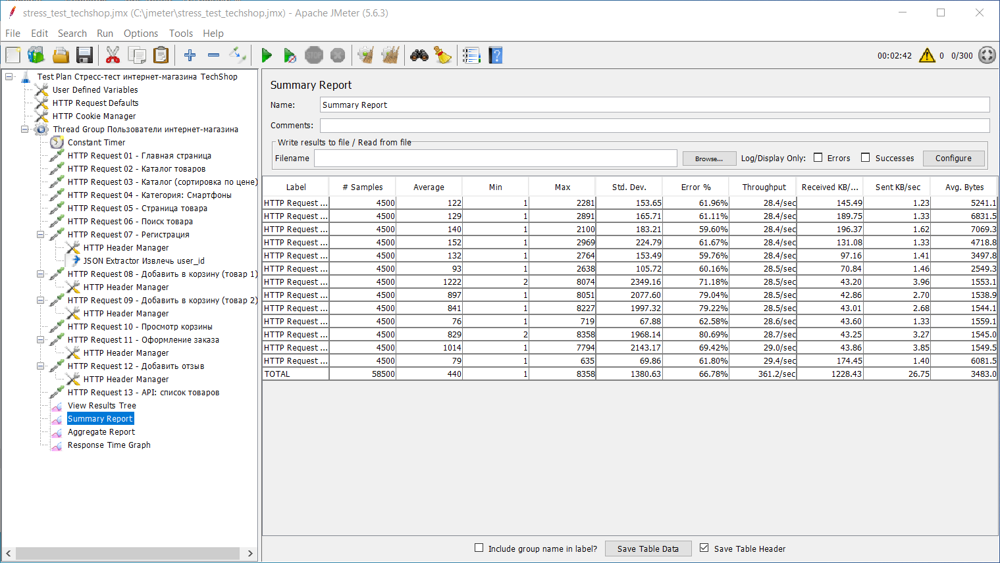 stress_test_techshop.jmx (C:\jmeter\stress_test_techshop.jmx) - Apache JMeter (5.6.3)
File Edit Search Run Options Tools Help
STOP
00:02:42 0 0/300
Test Plan Стресс-тест интернет-магазина TechShop
User Defined Variables
HTTP Request Defaults
HTTP Cookie Manager
Thread Group Пользователи интернет-магазина
Constant Timer
HTTP Request 01 - Главная страница
HTTP Request 02 - Каталог товаров
HTTP Request 03 - Каталог (сортировка по цене)
HTTP Request 04 - Категория: Смартфоны
HTTP Request 05 - Страница товара
HTTP Request 06 - Поиск товара
HTTP Request 07 - Регистрация
HTTP Header Manager
JSON Extractor Извлечь user_id
HTTP Request 08 - Добавить в корзину (товар 1)
HTTP Header Manager
HTTP Request 09 - Добавить в корзину (товар 2)
HTTP Header Manager
HTTP Request 10 - Просмотр корзины
HTTP Request 11 - Оформление заказа
HTTP Header Manager
HTTP Request 12 - Добавить отзыв
HTTP Header Manager
HTTP Request 13 - API: список товаров
View Results Tree
Summary Report
Aggregate Report
Response Time Graph
Summary Report
Name: Summary Report
Comments:
Write results to file / Read from file
Filename Browse... Log/Display Only: Errors Successes Configure
Label # Samples Average Min Max Std. Dev. Error % Throughput Received KB/... Sent KB/sec Avg. Bytes
HTTP Request ... 4500 122 1 2281 153.65 61.96% 28.4/sec 145.49 1.23 5241.1
HTTP Request ... 4500 129 1 2891 165.71 61.11% 28.4/sec 189.75 1.33 6831.5
HTTP Request ... 4500 140 1 2100 183.21 59.60% 28.4/sec 196.37 1.62 7069.3
HTTP Request ... 4500 152 1 2969 224.79 61.67% 28.4/sec 131.08 1.33 4718.8
HTTP Request ... 4500 132 1 2764 153.49 59.76% 28.4/sec 97.16 1.41 3497.8
HTTP Request ... 4500 93 1 2638 105.72 60.16% 28.5/sec 70.84 1.46 2549.3
HTTP Request ... 4500 1222 2 8074 2349.16 71.18% 28.5/sec 43.20 3.96 1553.1
HTTP Request ... 4500 897 1 8051 2077.60 79.04% 28.5/sec 42.86 2.70 1538.9
HTTP Request ... 4500 841 1 8227 1997.32 79.22% 28.5/sec 43.01 2.68 1544.1
HTTP Request ... 4500 76 1 719 67.88 62.58% 28.6/sec 43.60 1.33 1559.1
HTTP Request ... 4500 829 2 8358 1968.14 80.69% 28.7/sec 43.25 3.27 1545.0
HTTP Request ... 4500 1014 1 7794 2143.17 69.42% 29.0/sec 43.86 3.85 1549.5
HTTP Request ... 4500 79 1 635 69.86 61.80% 29.4/sec 174.45 1.40 6081.5
TOTAL 58500 440 1 8358 1380.63 66.78% 361.2/sec 1228.43 26.75 3483.0
Include group name in label? Save Table Data Save Table Header